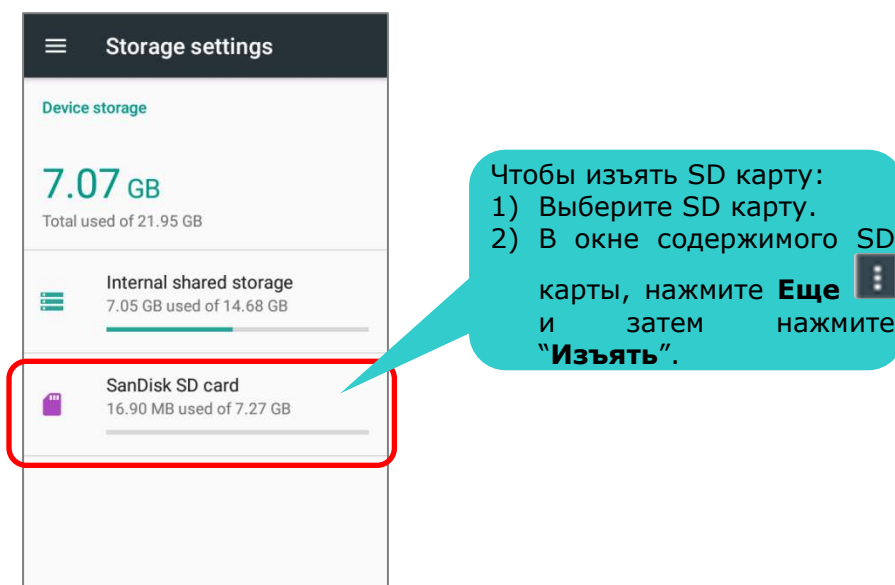 Storage settings
Device storage
7.07 GB
Total used of 21.95 GB
Internal shared storage
7.05 GB used of 14.68 GB
SanDisk SD card
16.90 MB used of 7.27 GB
Чтобы изъять SD карту:
1) Выберите SD карту.
2) В окне содержимого SD
карты, нажмите Еще
и затем нажмите
“Изъять”.